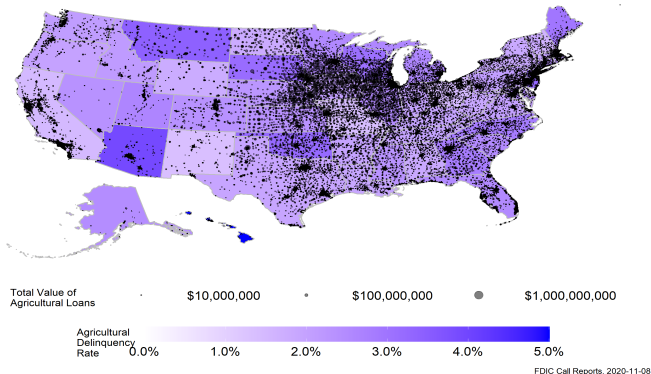 Total Value of
Agricultural Loans
$10,000,000
$100,000,000
$1,000,000,000
Agricultural
Delinquency
Rate
0.0%
1.0%
2.0%
3.0%
4.0%
5.0%
FDIC Call Reports. 2020-11-08